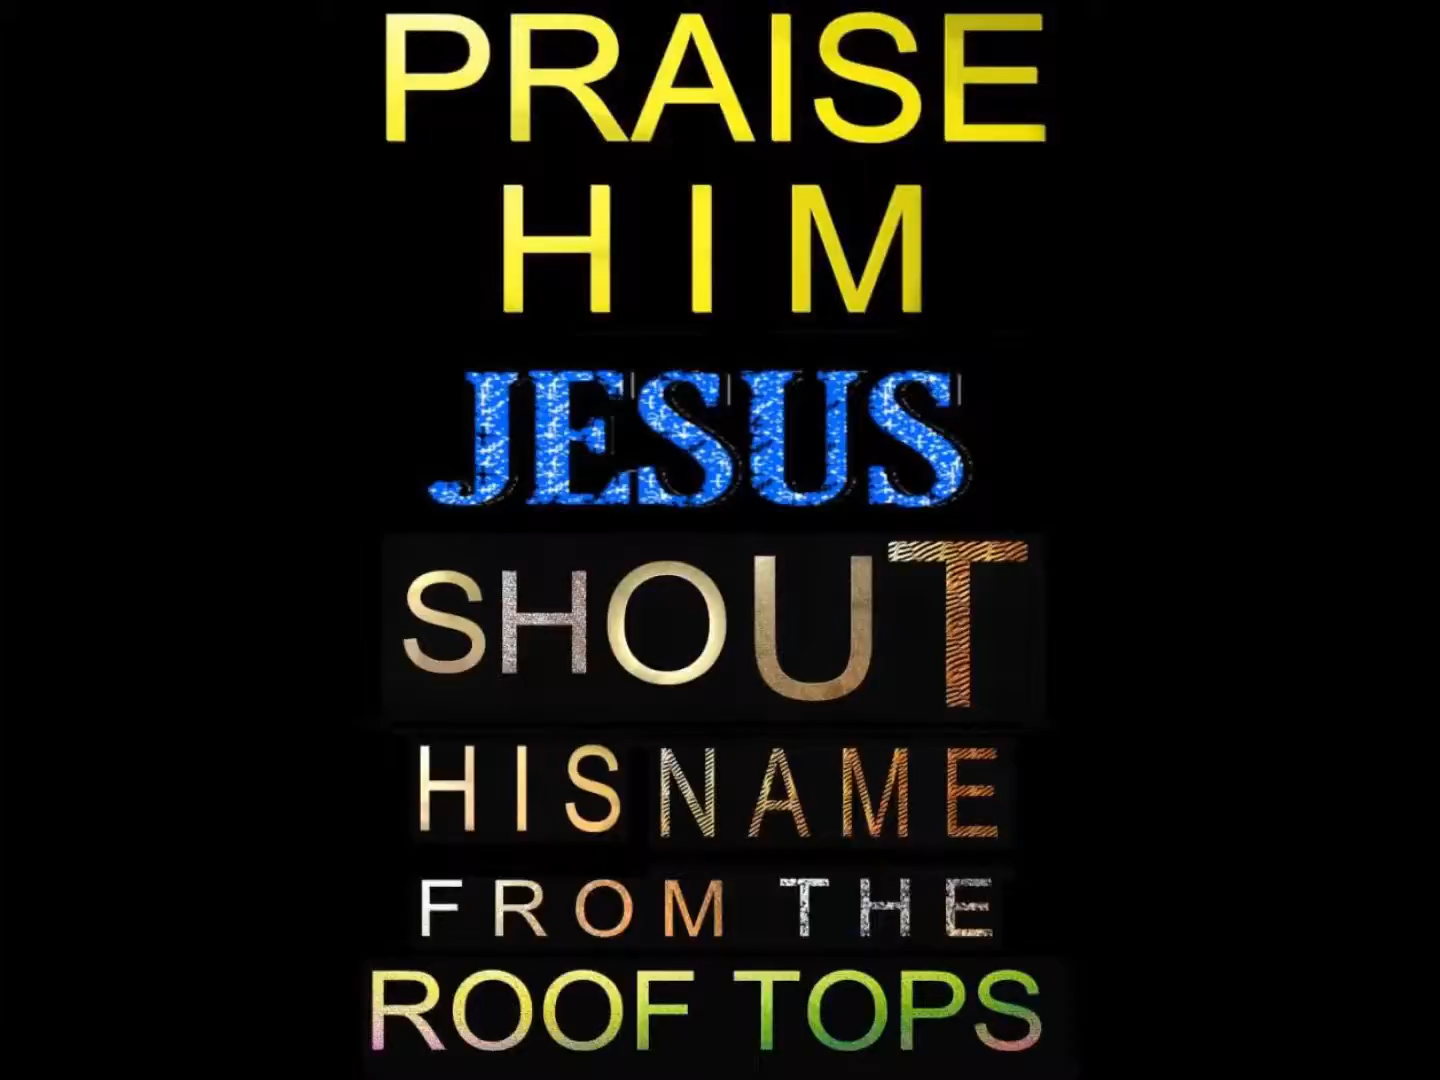 PRAISE
HIM
JESUS
SHOUT
HIS NAME
FROM THE
ROOF TOPS